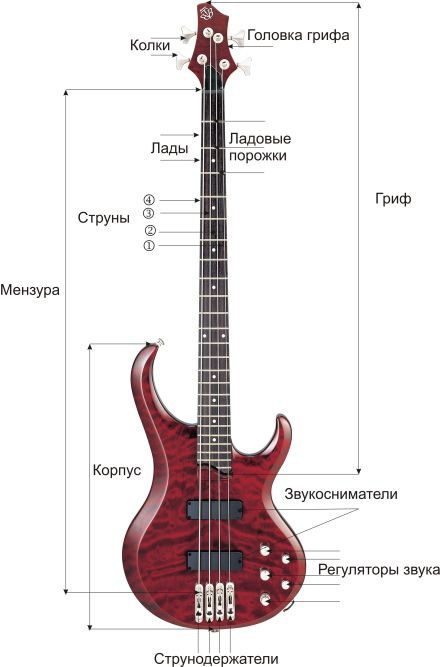 Головка грифа
Колки
Ладовые
порожки
Лады
Гриф
④
③
Струны
②
①
Мензура
Корпус
Звукосниматели
Регуляторы звука
Струнодержатели